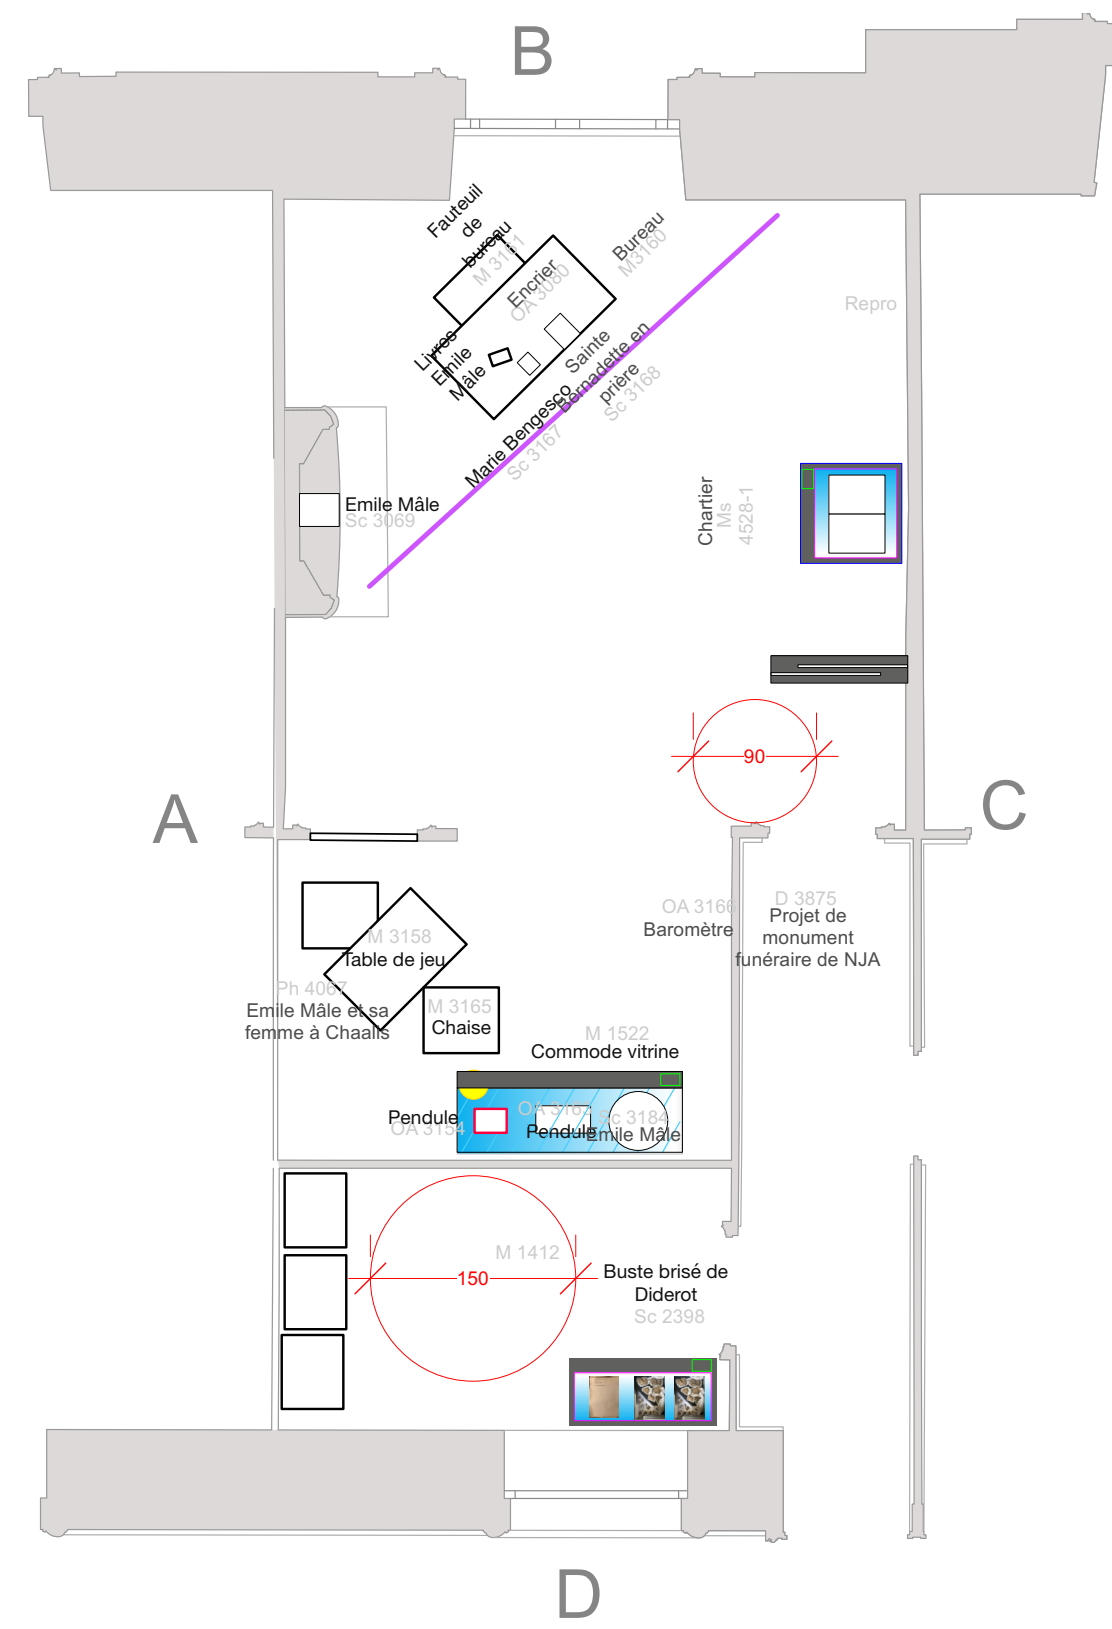 B
Fauteuil
de
bureau
M 3161
Bureau
M3160
Encrier
OA 3080
Livres
Emile
Mâle
Sainte
Bernadette en
prière
Sc 3168
Marie Bengesco
Sc 3167
Repro
Emile Mâle
Sc 3069
Chartier
Ms
4528-1
90
A
C
OA 3166
Baromètre
D 3875
Projet de
monument
funéraire de NJA
M 3158
Table de jeu
Ph 4067
Emile Mâle et sa
femme à Chaalis
M 3165
Chaise
M 1522
Commode vitrine
Pendule
OA 3154
Pendule
Sc 3184
Emile Mâle
M 1412
150
Buste brisé de
Diderot
Sc 2398
D